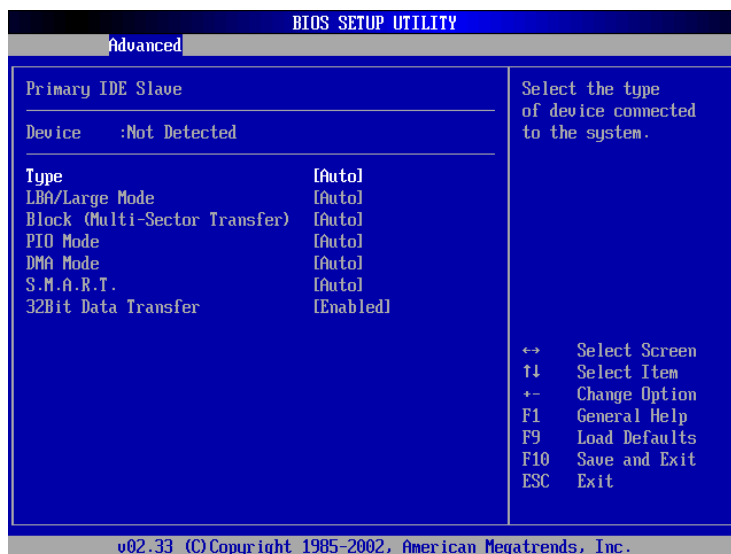 BIOS SETUP UTILITY
Advanced
Primary IDE Slave
Device :Not Detected
Type [Auto]
LBA/Large Mode [Auto]
Block (Multi-Sector Transfer) [Auto]
PIO Mode [Auto]
DMA Mode [Auto]
S.M.A.R.T. [Auto]
32Bit Data Transfer [Enabled]
Select the type
of device connected
to the system.
↔ Select Screen
↑↓ Select Item
+- Change Option
F1 General Help
F9 Load Defaults
F10 Save and Exit
ESC Exit
v02.33 (C)Copyright 1985-2002, American Megatrends, Inc.